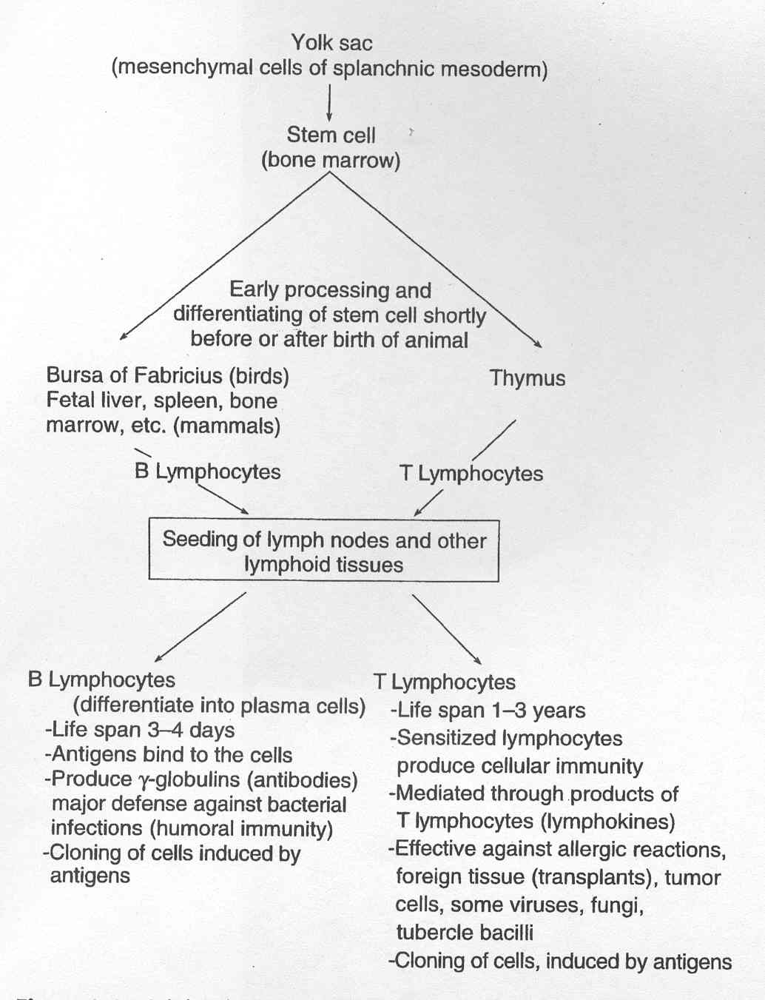 Yolk sac
(mesenchymal cells of splanchnic mesoderm)
Stem cell
(bone marrow)
Early processing and
differentiating of stem cell shortly
before or after birth of animal
Bursa of Fabricius (birds)
Fetal liver, spleen, bone
marrow, etc. (mammals)
Thymus
B Lymphocytes
T Lymphocytes
Seeding of lymph nodes and other
lymphoid tissues
B Lymphocytes
(differentiate into plasma cells)
-Life span 3–4 days
-Antigens bind to the cells
-Produce γ-globulins (antibodies)
major defense against bacterial
infections (humoral immunity)
-Cloning of cells induced by
antigens
T Lymphocytes
-Life span 1–3 years
-Sensitized lymphocytes
produce cellular immunity
-Mediated through products of
T lymphocytes (lymphokines)
-Effective against allergic reactions,
foreign tissue (transplants), tumor
cells, some viruses, fungi,
tubercle bacilli
-Cloning of cells, induced by antigens